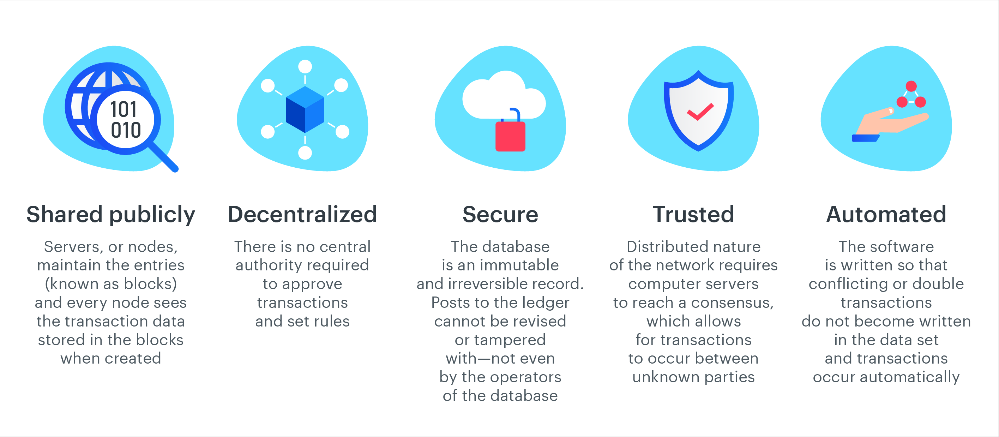 101
010
Shared publicly
Servers, or nodes,
maintain the entries
(known as blocks)
and every node sees
the transaction data
stored in the blocks
when created
Decentralized
There is no central
authority required
to approve
transactions
and set rules
Secure
The database
is an immutable
and irreversible record.
Posts to the ledger
cannot be revised
or tampered
with—not even
by the operators
of the database
Trusted
Distributed nature
of the network requires
computer servers
to reach a consensus,
which allows
for transactions
to occur between
unknown parties
Automated
The software
is written so that
conflicting or double
transactions
do not become written
in the data set
and transactions
occur automatically